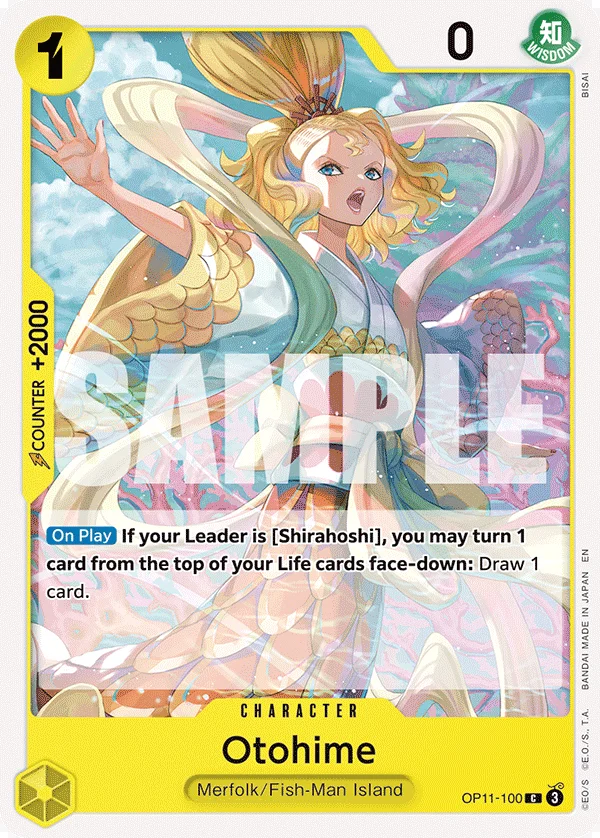 1
0
知
WISDOM
BISAI
COUNTER +2000
SAMPLE
On Play If your Leader is [Shirahoshi], you may turn 1
card from the top of your Life cards face-down: Draw 1
card.
CHARACTER
Otohime
Merfolk/Fish-Man Island
OP11-100 C 3
©EO/S ©E.O./S., T.A. BANDAI MADE IN JAPAN EN